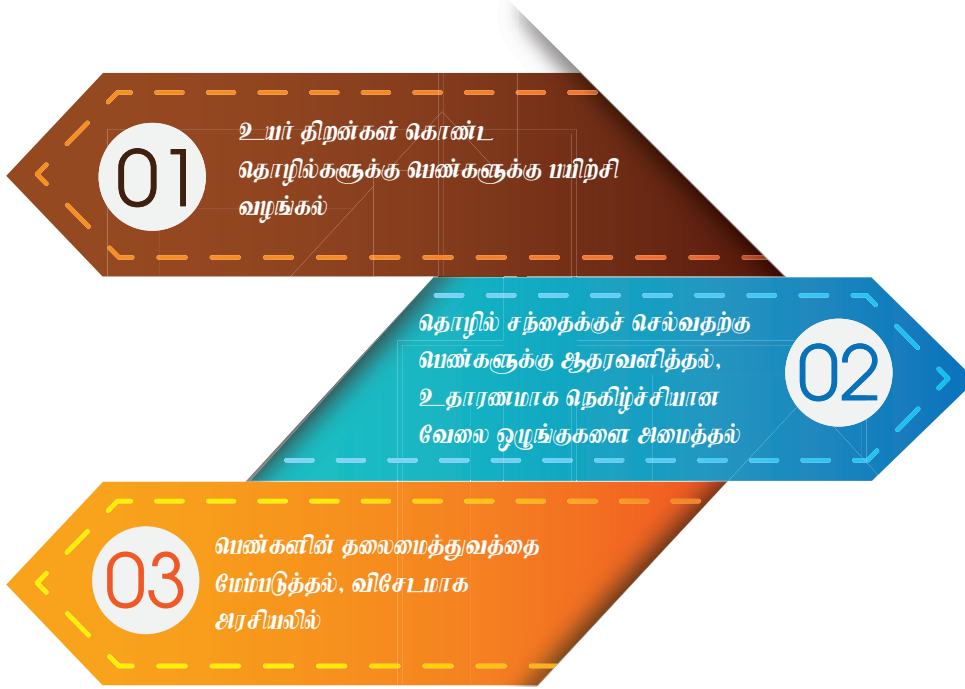 01
உயர் திறன்கள் கொண்ட
தொழில்களுக்கு பெண்களுக்கு பயிற்சி
வழங்கல்
தொழில் சந்தைக்குச் செல்வதற்கு
பெண்களுக்கு ஆதரவளித்தல்,
உதாரணமாக நெகிழ்ச்சியான
வேலை ஒழுங்குகளை அமைத்தல்
02
03
பெண்களின் தலைமைத்துவத்தை
மேம்படுத்தல், விசேடமாக
அரசியலில்